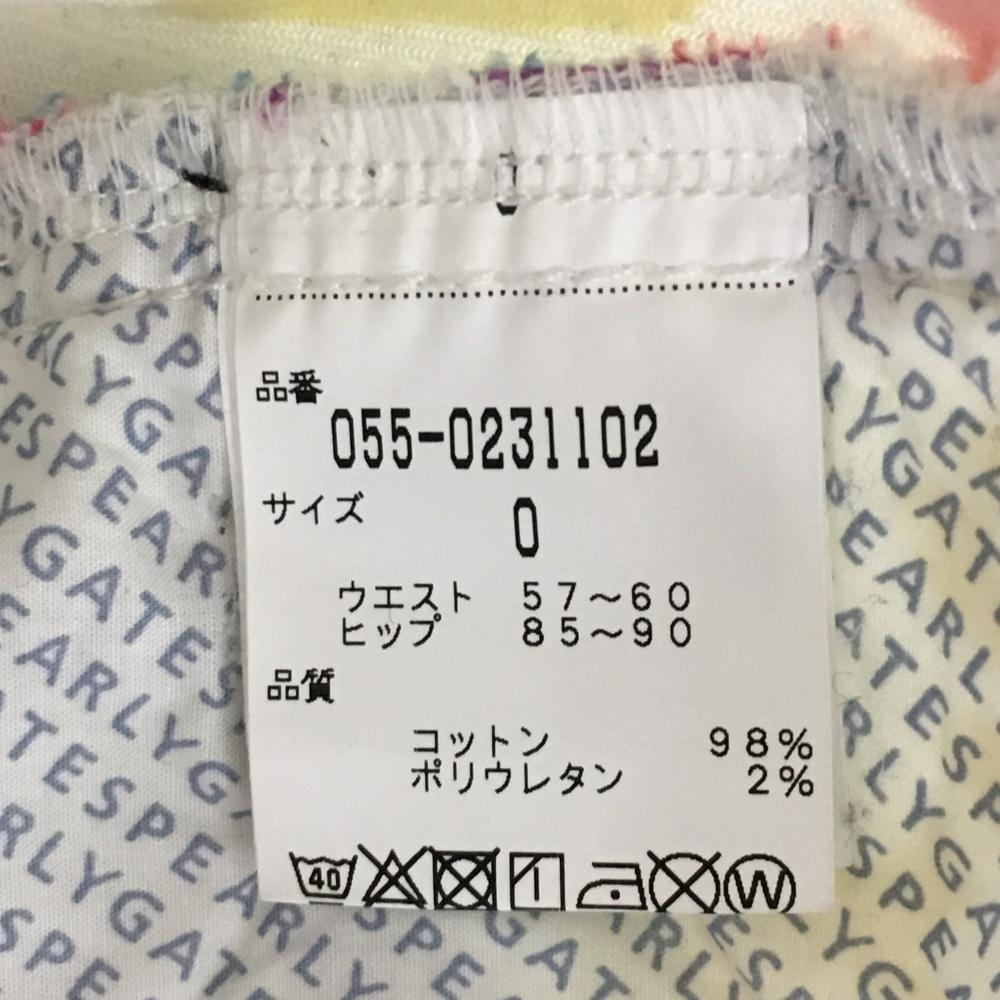 品番
055-0231102
サイズ 0
ウエスト 57~60
ヒップ 85~90
品質
コットン 98%
ポリウレタン 2%
40 W
PEARLYGATES